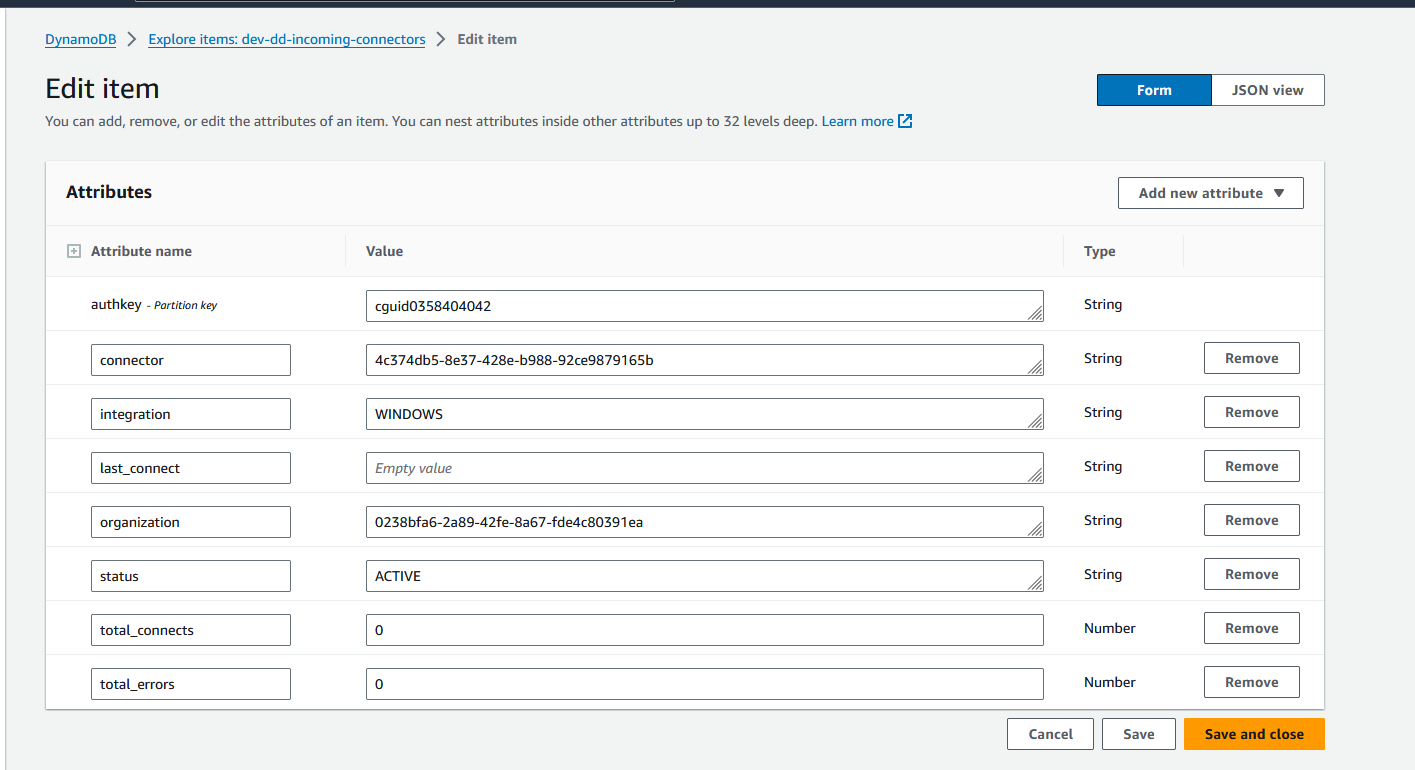 DynamoDB > Explore items: dev-dd-incoming-connectors > Edit item
Edit item
Form JSON view
You can add, remove, or edit the attributes of an item. You can nest attributes inside other attributes up to 32 levels deep. Learn more
Attributes
Add new attribute ▼
Attribute name Value Type
authkey - Partition key cguid0358404042 String
connector 4c374db5-8e37-428e-b988-92ce9879165b String Remove
integration WINDOWS String Remove
last_connect Empty value String Remove
organization 0238bfa6-2a89-42fe-8a67-fde4c80391ea String Remove
status ACTIVE String Remove
total_connects 0 Number Remove
total_errors 0 Number Remove
Cancel Save Save and close